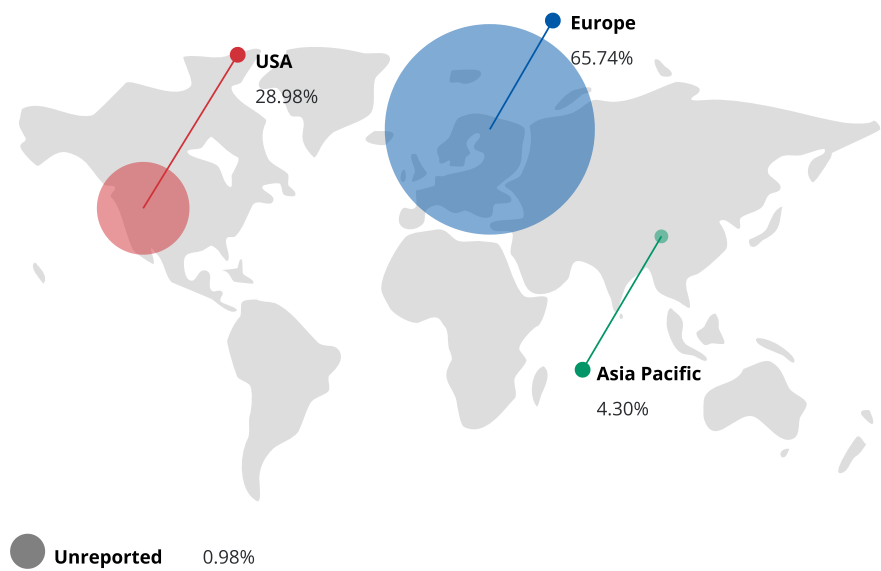 Europe
65.74%
USA
28.98%
Asia Pacific
4.30%
Unreported 0.98%